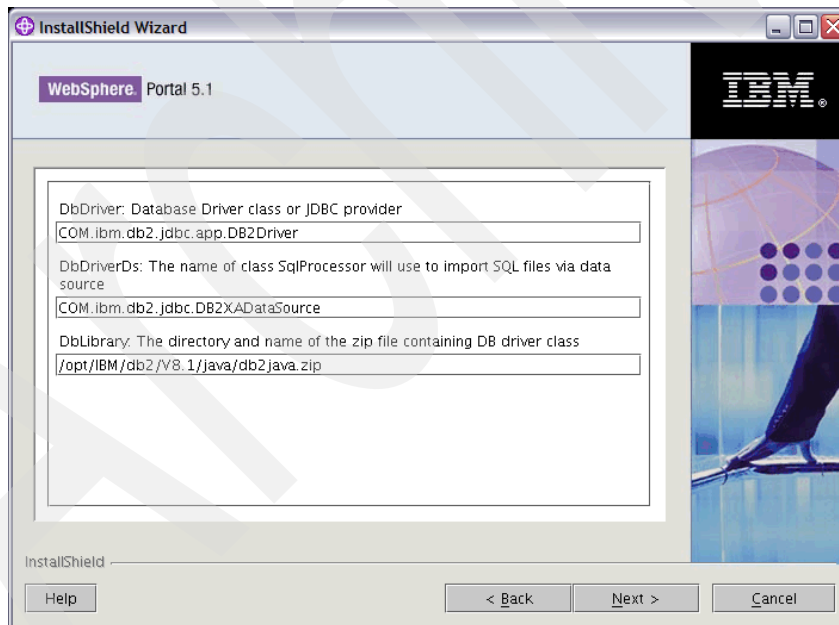 InstallShield Wizard
WebSphere. Portal 5.1
IBM®
DbDriver: Database Driver class or JDBC provider
COM.ibm.db2.jdbc.app.DB2Driver
DbDriverDs: The name of class SqlProcessor will use to import SQL files via data
source
COM.ibm.db2.jdbc.DB2XADataSource
DbLibrary: The directory and name of the zip file containing DB driver class
/opt/IBM/db2/V8.1/java/db2java.zip
InstallShield
Help
< Back
Next >
Cancel